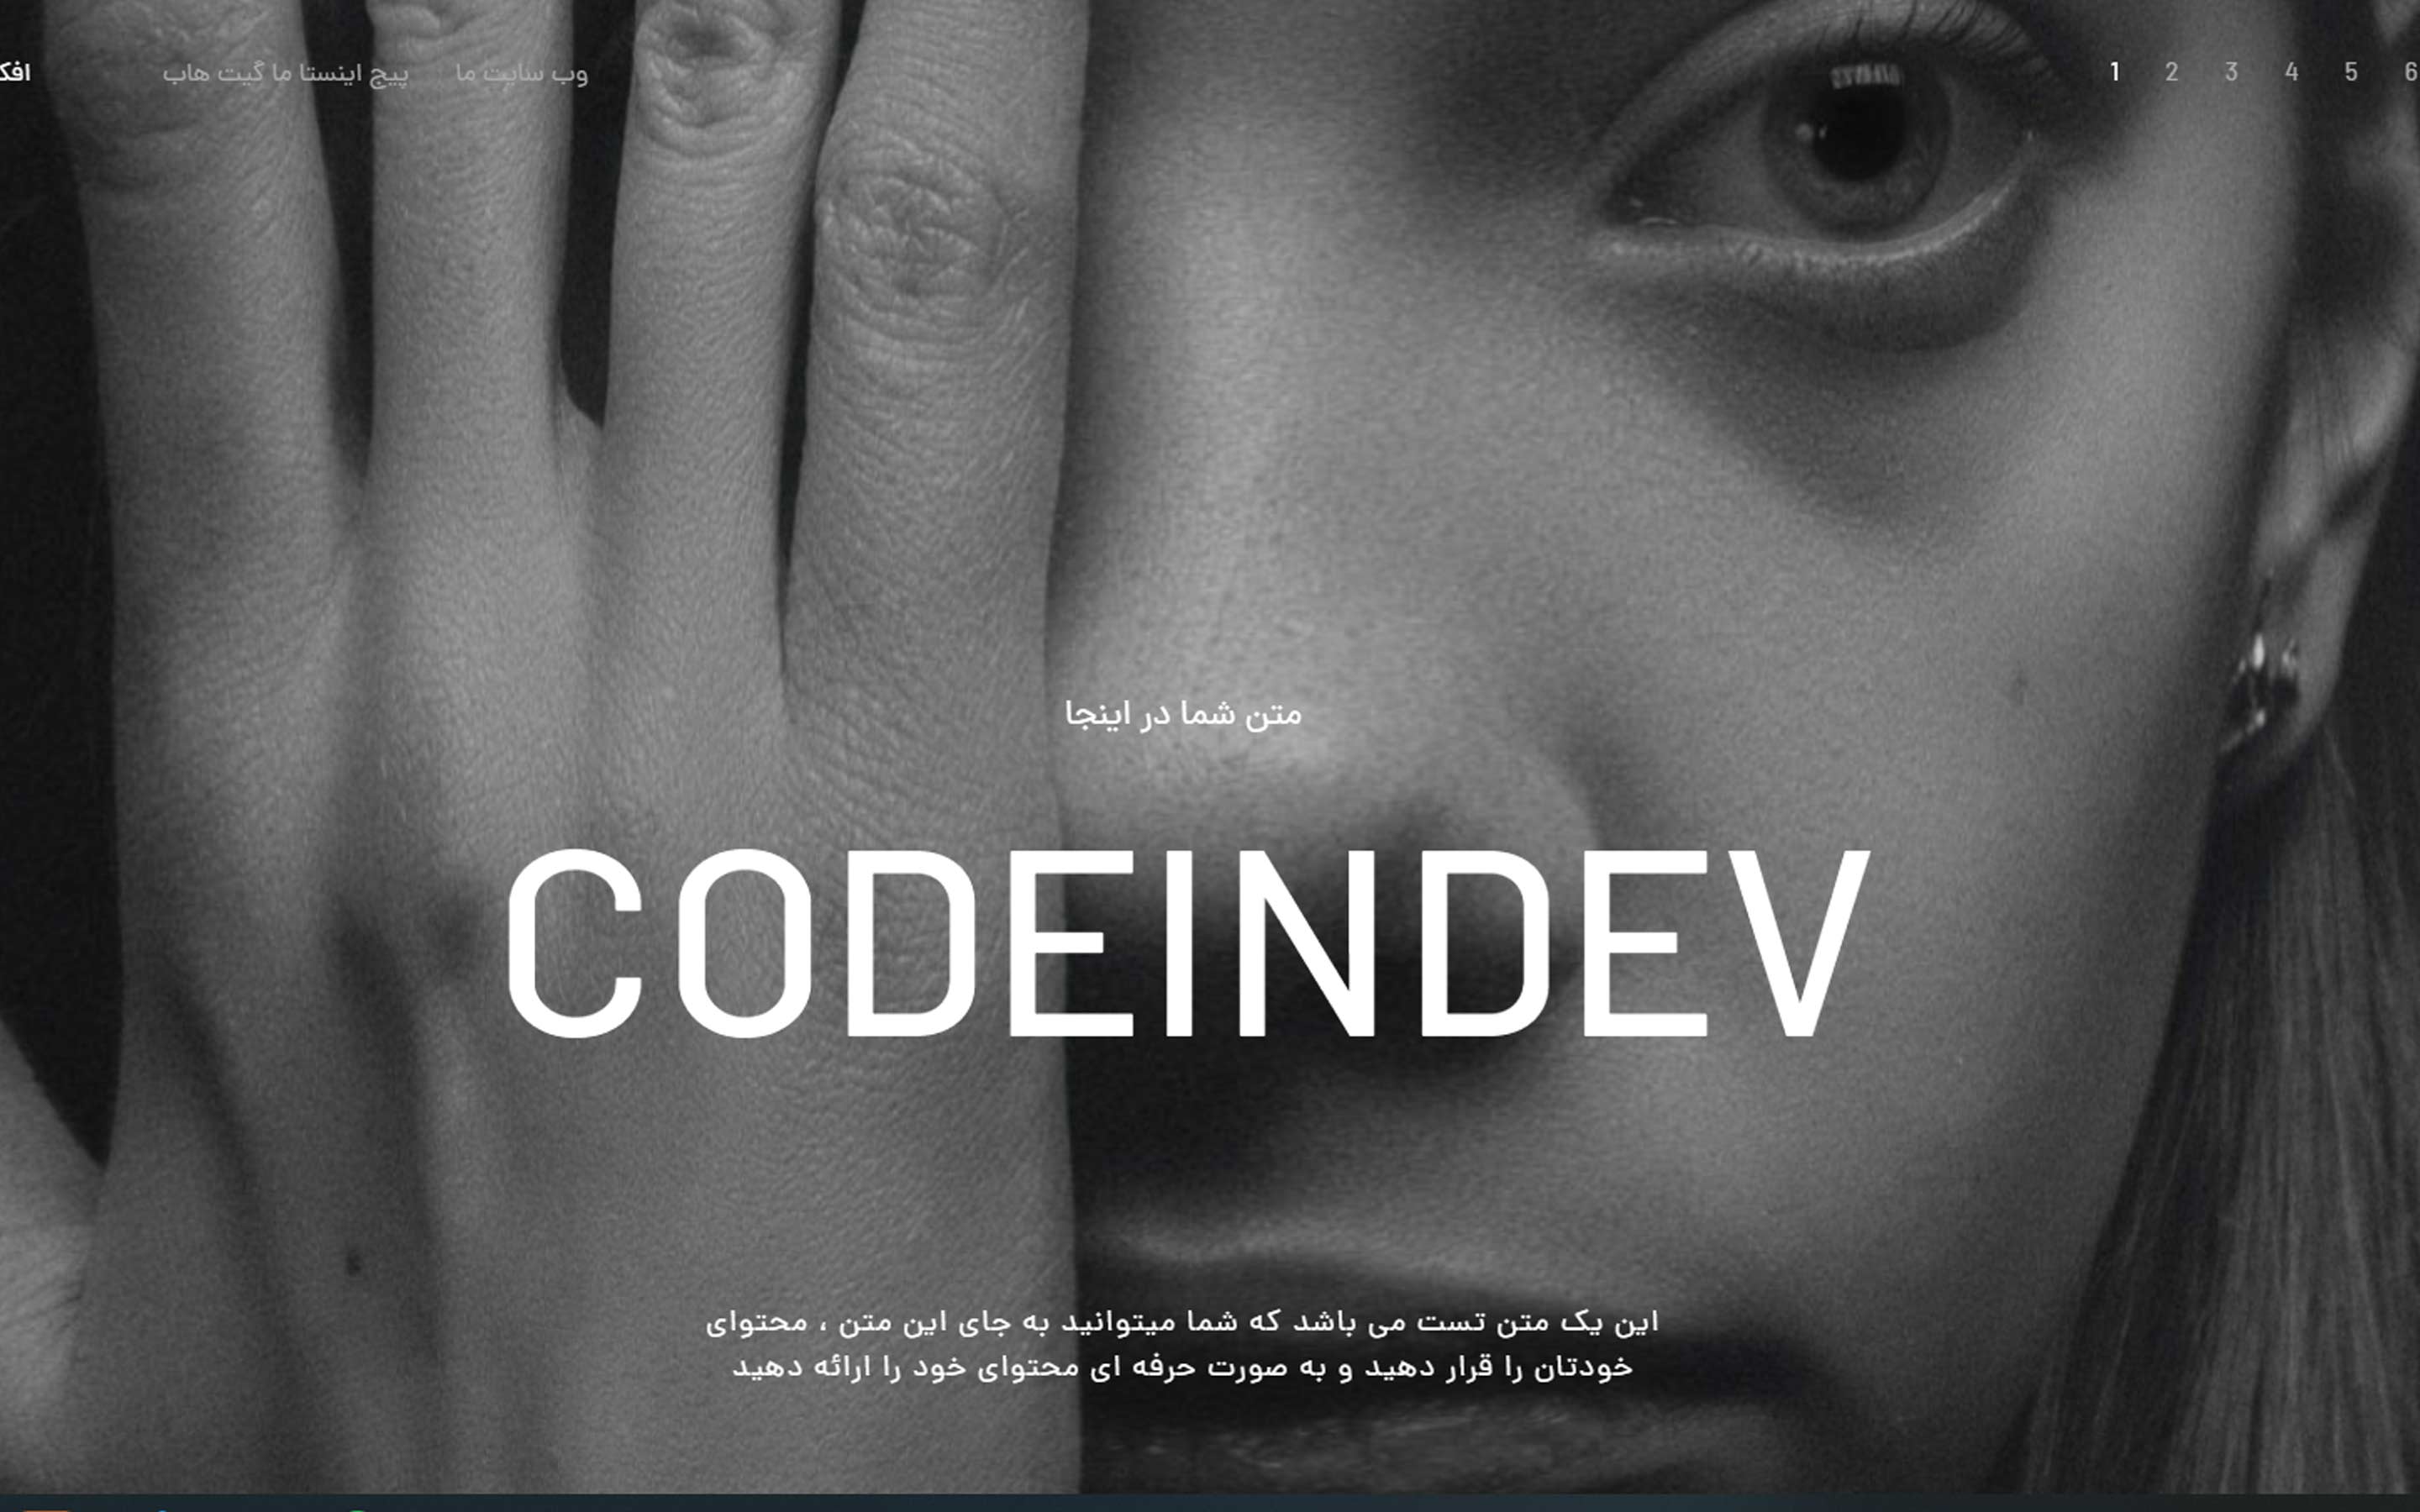 وب سایت ما
پیج اینستا ما گیت هاب
1 2 3 4 5 6
متن شما در اینجا
CODEINDEV
این یک متن تست می باشد که شما میتوانید به جای این متن ، محتوای
خودتان را قرار دهید و به صورت حرفه ای محتوای خود را ارائه دهید